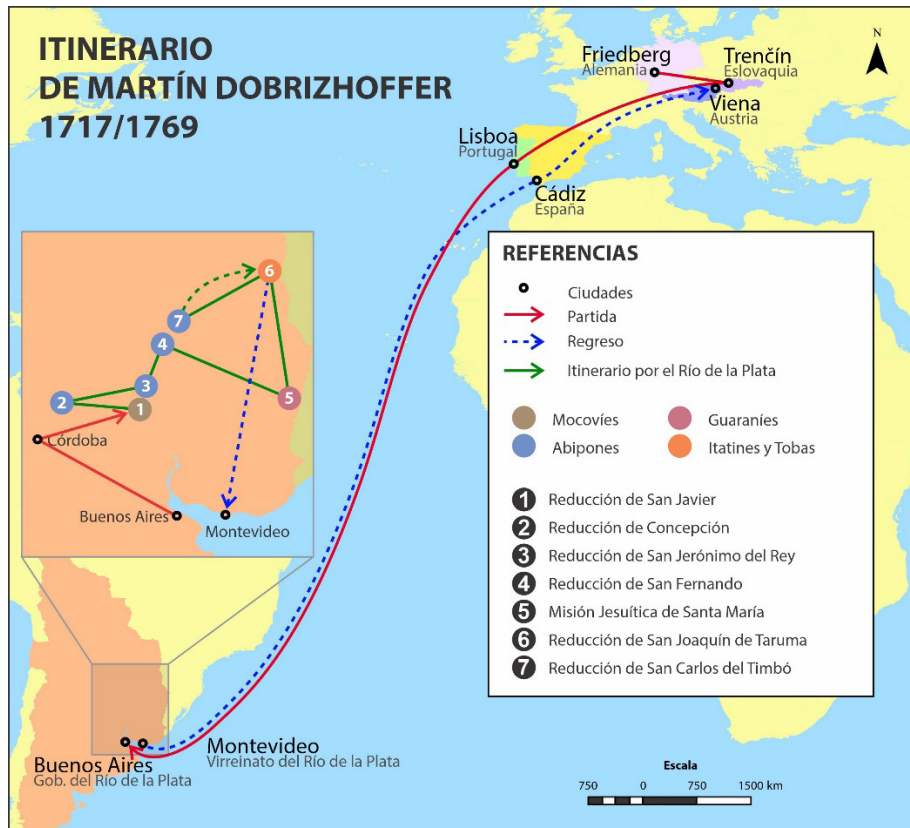 ITINERARIO
DE MARTÍN DOBRIZHOFFER
1717/1769
N
Friedberg
Alemania
Trenčín
Eslovaquia
Viena
Austria
Lisboa
Portugal
Cádiz
España
6
7
4
3
2
1
5
Córdoba
Buenos Aires
Montevideo
REFERENCIAS
Ciudades
Partida
Regreso
Itinerario por el Río de la Plata
Mocovíes
Guaraníes
Abipones
Itatines y Tobas
1 Reducción de San Javier
2 Reducción de Concepción
3 Reducción de San Jerónimo del Rey
4 Reducción de San Fernando
5 Misión Jesuítica de Santa María
6 Reducción de San Joaquín de Taruma
7 Reducción de San Carlos del Timbó
Buenos Aires
Gob. del Río de la Plata
Montevideo
Virreinato del Río de la Plata
Escala
750 0 750 1500 km